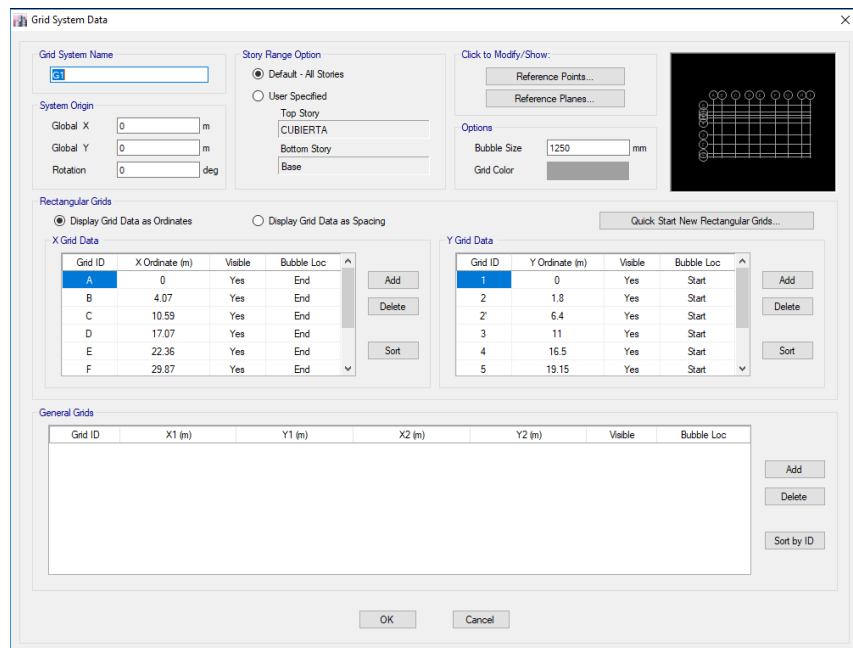 Grid System Data
Grid System Name
G1
System Origin
Global X 0 m
Global Y 0 m
Rotation 0 deg
Story Range Option
Default - All Stories
User Specified
Top Story
CUBIERTA
Bottom Story
Base
Click to Modify/Show:
Reference Points...
Reference Planes...
Options
Bubble Size 1250 mm
Grid Color
Rectangular Grids
Display Grid Data as Ordinates
Display Grid Data as Spacing
Quick Start New Rectangular Grids...
X Grid Data
Grid ID X Ordinate (m) Visible Bubble Loc
A 0 Yes End
B 4.07 Yes End
C 10.59 Yes End
D 17.07 Yes End
E 22.36 Yes End
F 29.87 Yes End
Add
Delete
Sort
Y Grid Data
Grid ID Y Ordinate (m) Visible Bubble Loc
1 0 Yes Start
2 1.8 Yes Start
2' 6.4 Yes Start
3 11 Yes Start
4 16.5 Yes Start
5 19.15 Yes Start
Add
Delete
Sort
General Grids
Grid ID X1 (m) Y1 (m) X2 (m) Y2 (m) Visible Bubble Loc
Add
Delete
Sort by ID
OK
Cancel